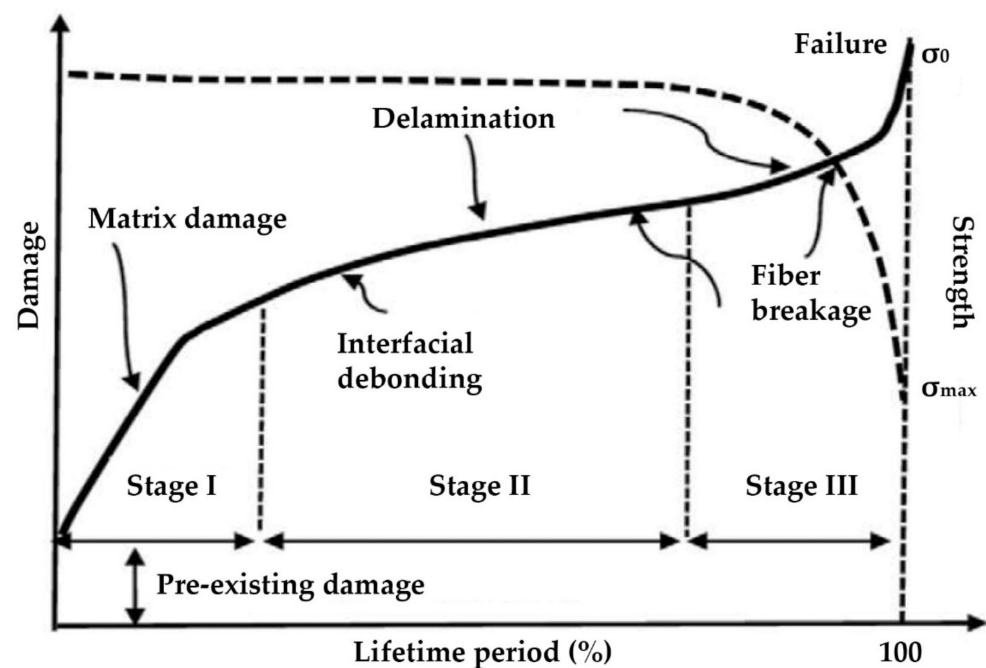 Failure
σ0
Delamination
Matrix damage
Damage
Strength
Fiber
breakage
Interfacial
debonding
σmax
Stage I
Stage II
Stage III
Pre-existing damage
Lifetime period (%)
100